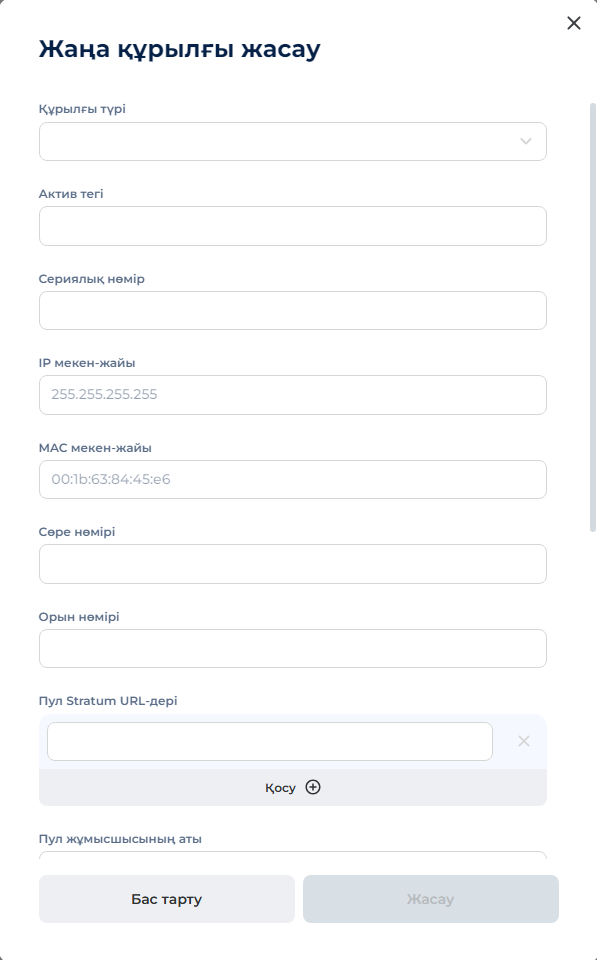 Жаңа құрылғы жасау
Құрылғы түрі
Актив тегі
Сериялық нөмір
IP мекен-жайы
255.255.255.255
MAC мекен-жайы
00:1b:63:84:45:e6
Сөре нөмірі
Орын нөмірі
Пул Stratum URL-дері
Қосу
Пул жұмысшысының аты
Бас тарту
Жасау